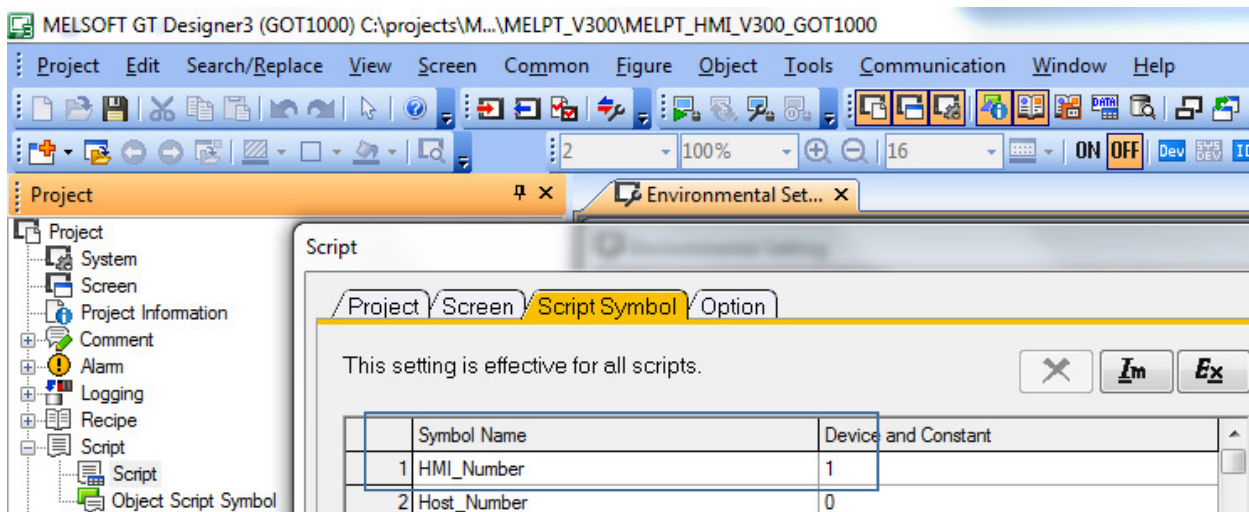 MELSOFT GT Designer3 (GOT1000) C:\projects\M...\MELPT_V300\MELPT_HMI_V300_GOT1000
Project Edit Search/Replace View Screen Common Figure Object Tools Communication Window Help
2 100% 16 ON OFF Dev
Project Environmental Set...
Project
System
Screen
Project Information
Comment
Alarm
Logging
Recipe
Script
Script
Object Script Symbol
Script
Project Screen Script Symbol Option
This setting is effective for all scripts.
Im Ex
Symbol Name Device and Constant
1 HMI_Number 1
2 Host_Number 0